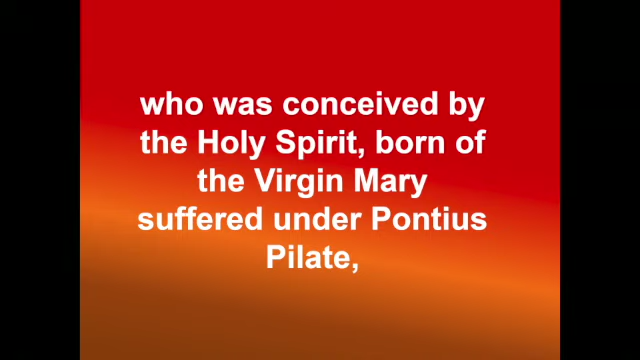 who was conceived by
the Holy Spirit, born of
the Virgin Mary
suffered under Pontius
Pilate,